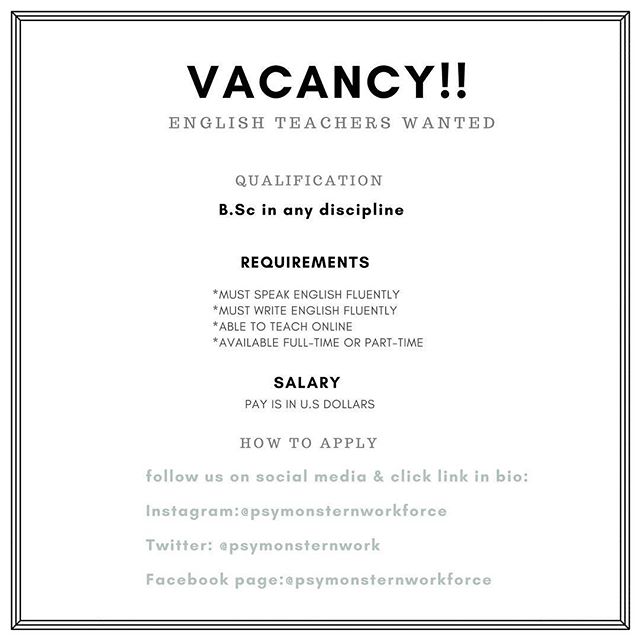 VACANCY!!
ENGLISH TEACHERS WANTED
QUALIFICATION
B.Sc in any discipline
REQUIREMENTS
*MUST SPEAK ENGLISH FLUENTLY
*MUST WRITE ENGLISH FLUENTLY
*ABLE TO TEACH ONLINE
*AVAILABLE FULL-TIME OR PART-TIME
SALARY
PAY IS IN U.S DOLLARS
HOW TO APPLY
follow us on social media & click link in bio:
Instagram:@psymonsternworkforce
Twitter: @psymonsternwork
Facebook page:@psymonsternworkforce